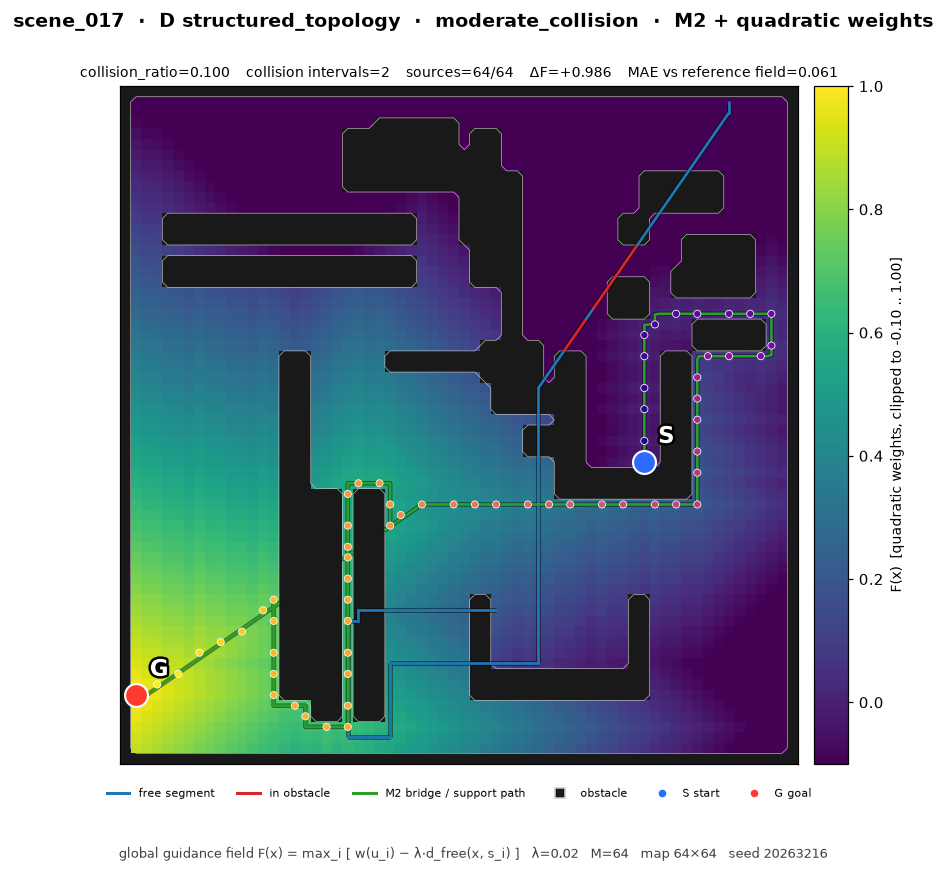 scene_017 · D structured_topology · moderate_collision · M2 + quadratic weights
collision_ratio=0.100 collision intervals=2 sources=64/64 ΔF=+0.986 MAE vs reference field=0.061
1.0
0.8
0.6
0.4
0.2
0.0
F(x) [quadratic weights, clipped to -0.10 .. 1.00]
S
G
free segment
in obstacle
M2 bridge / support path
obstacle
S start
G goal
global guidance field F(x) = max_i [ w(u_i) − λ·d_free(x, s_i) ] λ=0.02 M=64 map 64×64 seed 20263216